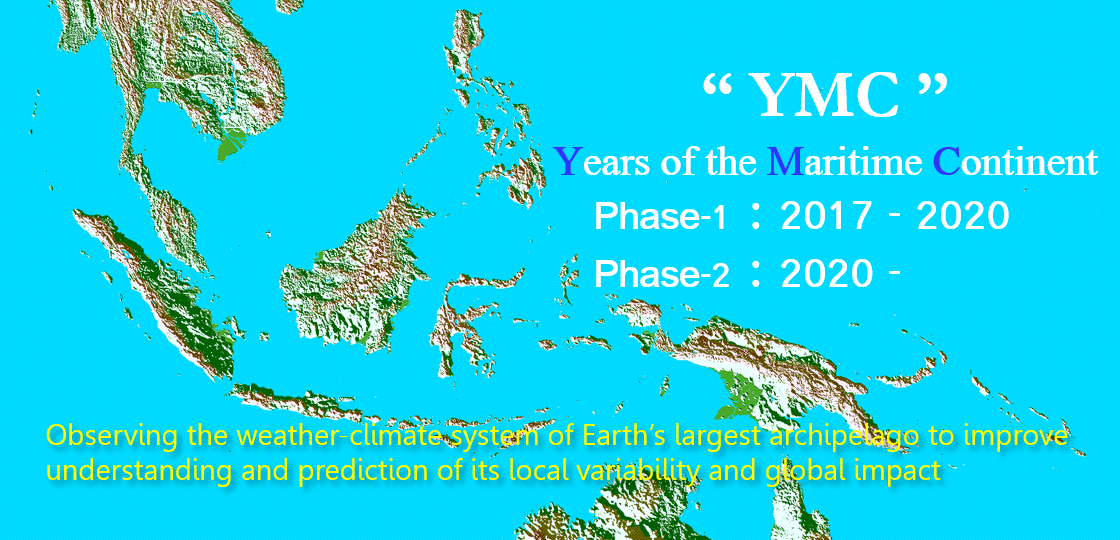 “ YMC ”
Years of the Maritime Continent
Phase-1 : 2017 - 2020
Phase-2 : 2020 -
Observing the weather-climate system of Earth’s largest archipelago to improve
understanding and prediction of its local variability and global impact